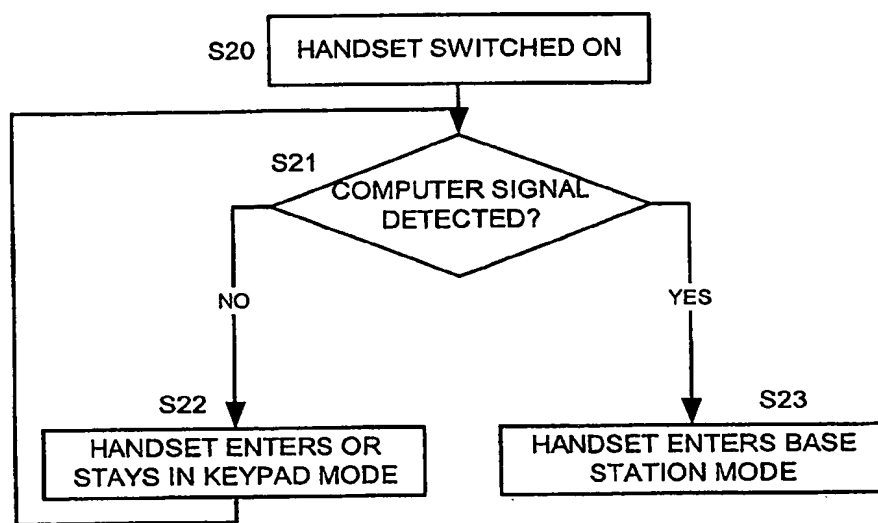 S20
HANDSET SWITCHED ON
S21
COMPUTER SIGNAL
DETECTED?
NO
YES
S22
S23
HANDSET ENTERS OR
STAYS IN KEYPAD MODE
HANDSET ENTERS BASE
STATION MODE